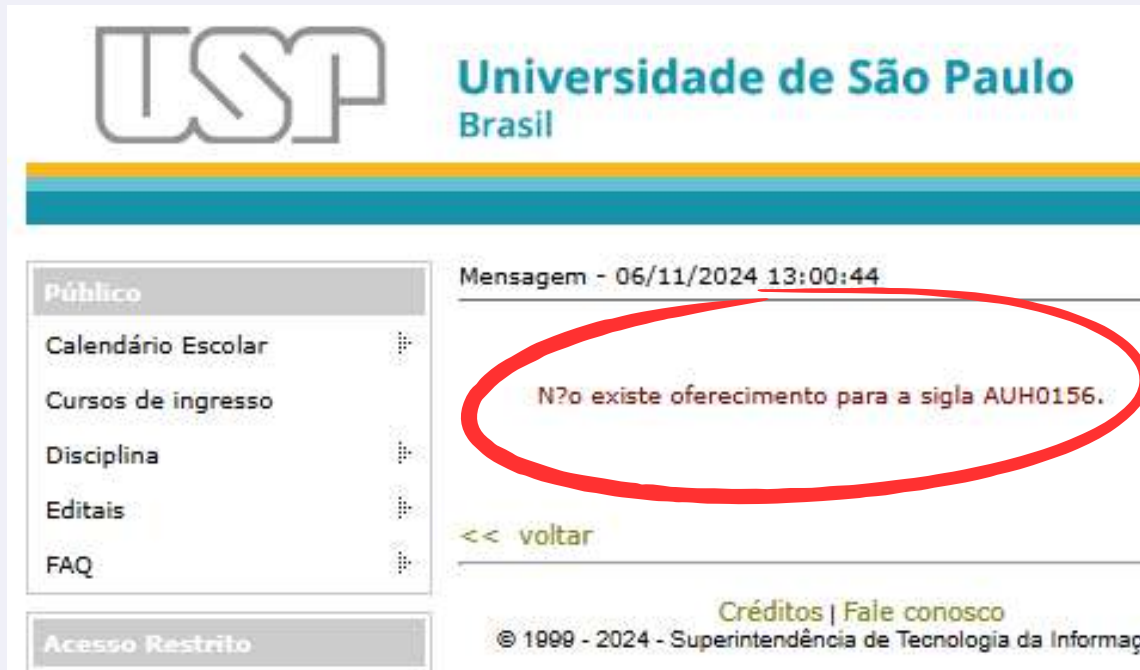 USP
Universidade de São Paulo
Brasil
Público
Calendário Escolar
Cursos de ingresso
Disciplina
Editais
FAQ
Acesso Restrito
Mensagem - 06/11/2024 13:00:44
N?o existe oferecimento para a sigla AUH0156.
<< voltar
Créditos | Fale conosco
© 1999 - 2024 - Superintendência de Tecnologia da Informaç